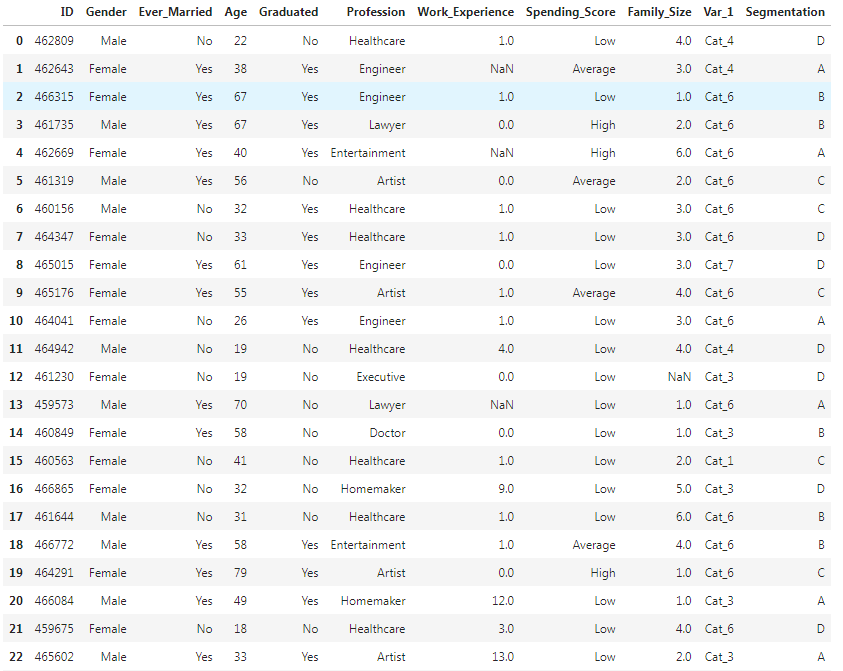 ID Gender Ever_Married Age Graduated Profession Work_Experience Spending_Score Family_Size Var_1 Segmentation
0 462809 Male No 22 No Healthcare 1.0 Low 4.0 Cat_4 D
1 462643 Female Yes 38 Yes Engineer NaN Average 3.0 Cat_4 A
2 466315 Female Yes 67 Yes Engineer 1.0 Low 1.0 Cat_6 B
3 461735 Male Yes 67 Yes Lawyer 0.0 High 2.0 Cat_6 B
4 462669 Female Yes 40 Yes Entertainment NaN High 6.0 Cat_6 A
5 461319 Male Yes 56 No Artist 0.0 Average 2.0 Cat_6 C
6 460156 Male No 32 Yes Healthcare 1.0 Low 3.0 Cat_6 C
7 464347 Female No 33 Yes Healthcare 1.0 Low 3.0 Cat_6 D
8 465015 Female Yes 61 Yes Engineer 0.0 Low 3.0 Cat_7 D
9 465176 Female Yes 55 Yes Artist 1.0 Average 4.0 Cat_6 C
10 464041 Female No 26 Yes Engineer 1.0 Low 3.0 Cat_6 A
11 464942 Male No 19 No Healthcare 4.0 Low 4.0 Cat_4 D
12 461230 Female No 19 No Executive 0.0 Low NaN Cat_3 D
13 459573 Male Yes 70 No Lawyer NaN Low 1.0 Cat_6 A
14 460849 Female Yes 58 No Doctor 0.0 Low 1.0 Cat_3 B
15 460563 Female No 41 No Healthcare 1.0 Low 2.0 Cat_1 C
16 466865 Female No 32 No Homemaker 9.0 Low 5.0 Cat_3 D
17 461644 Male No 31 No Healthcare 1.0 Low 6.0 Cat_6 B
18 466772 Male Yes 58 Yes Entertainment 1.0 Average 4.0 Cat_6 B
19 464291 Female Yes 79 Yes Artist 0.0 High 1.0 Cat_6 C
20 466084 Male Yes 49 Yes Homemaker 12.0 Low 1.0 Cat_3 A
21 459675 Female No 18 No Healthcare 3.0 Low 4.0 Cat_6 D
22 465602 Male Yes 33 Yes Artist 13.0 Low 2.0 Cat_3 A